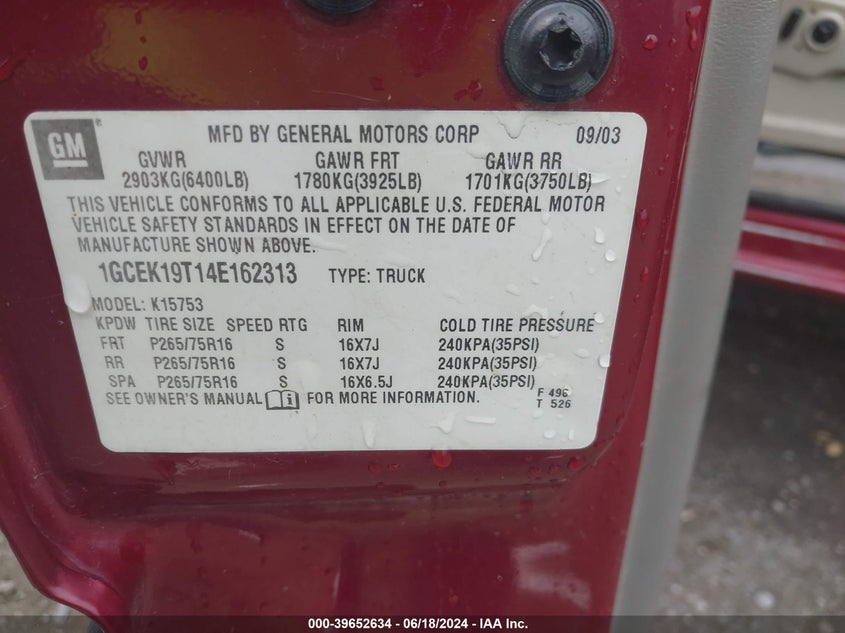 GM ® MFD BY GENERAL MOTORS CORP 09/03
GVWR GAWR FRT GAWR RR
2903KG(6400LB) 1780KG(3925LB) 1701KG(3750LB)
THIS VEHICLE CONFORMS TO ALL APPLICABLE U.S. FEDERAL MOTOR
VEHICLE SAFETY STANDARDS IN EFFECT ON THE DATE OF
MANUFACTURE SHOWN ABOVE.
1GCEK19T14E162313 TYPE: TRUCK
MODEL: K15753
KPDW TIRE SIZE SPEED RTG RIM COLD TIRE PRESSURE
FRT P265/75R16 S 16X7J 240KPA(35PSI)
RR P265/75R16 S 16X7J 240KPA(35PSI)
SPA P265/75R16 S 16X6.5J 240KPA(35PSI)
SEE OWNER'S MANUAL i FOR MORE INFORMATION.
F 496
T 526
000-39652634 - 06/18/2024 - IAA Inc.